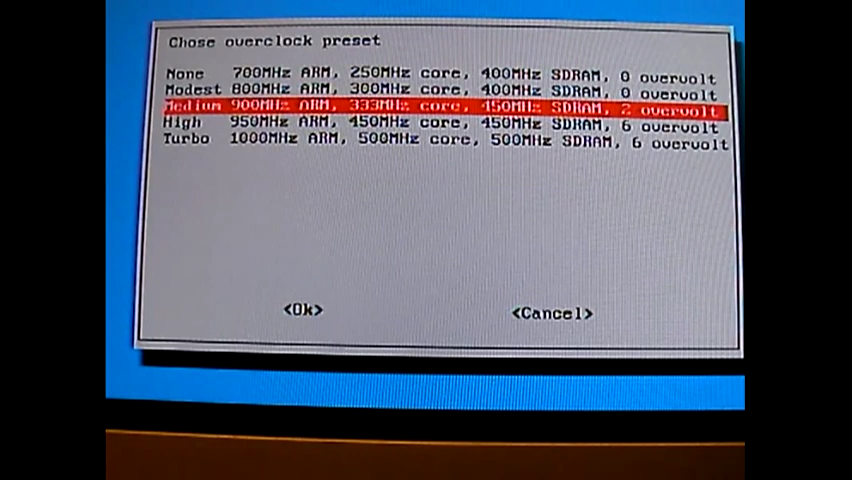 Chose overclock preset
None 700MHz ARM, 250MHz core, 400MHz SDRAM, 0 overvolt
Modest 800MHz ARM, 300MHz core, 400MHz SDRAM, 0 overvolt
Medium 900MHz ARM, 333MHz core, 450MHz SDRAM, 2 overvolt
High 950MHz ARM, 450MHz core, 450MHz SDRAM, 6 overvolt
Turbo 1000MHz ARM, 500MHz core, 500MHz SDRAM, 6 overvolt
<Ok> <Cancel>